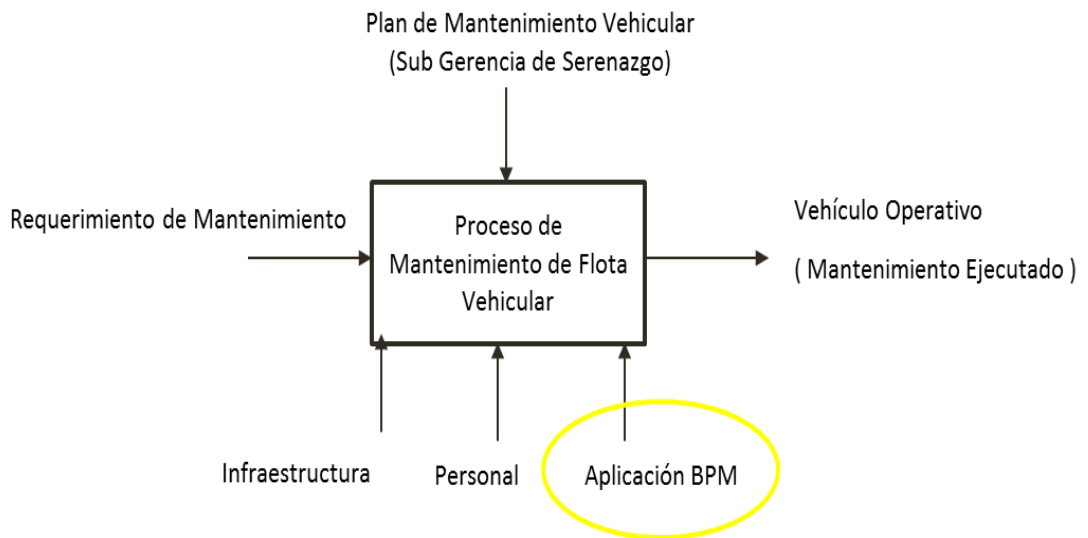 Plan de Mantenimiento Vehicular
(Sub Gerencia de Serenazgo)
Requerimiento de Mantenimiento
Proceso de
Mantenimiento de Flota
Vehicular
Vehículo Operativo
( Mantenimiento Ejecutado )
Infraestructura
Personal
Aplicación BPM